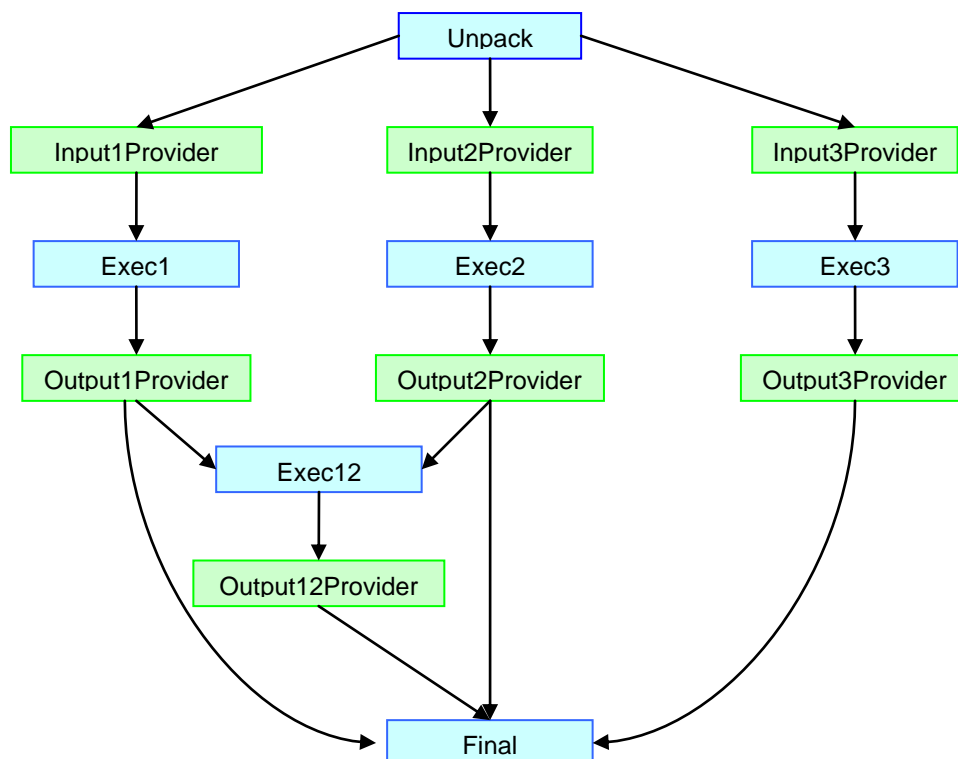 Unpack
Input1Provider
Input2Provider
Input3Provider
Exec1
Exec2
Exec3
Output1Provider
Output2Provider
Output3Provider
Exec12
Output12Provider
Final